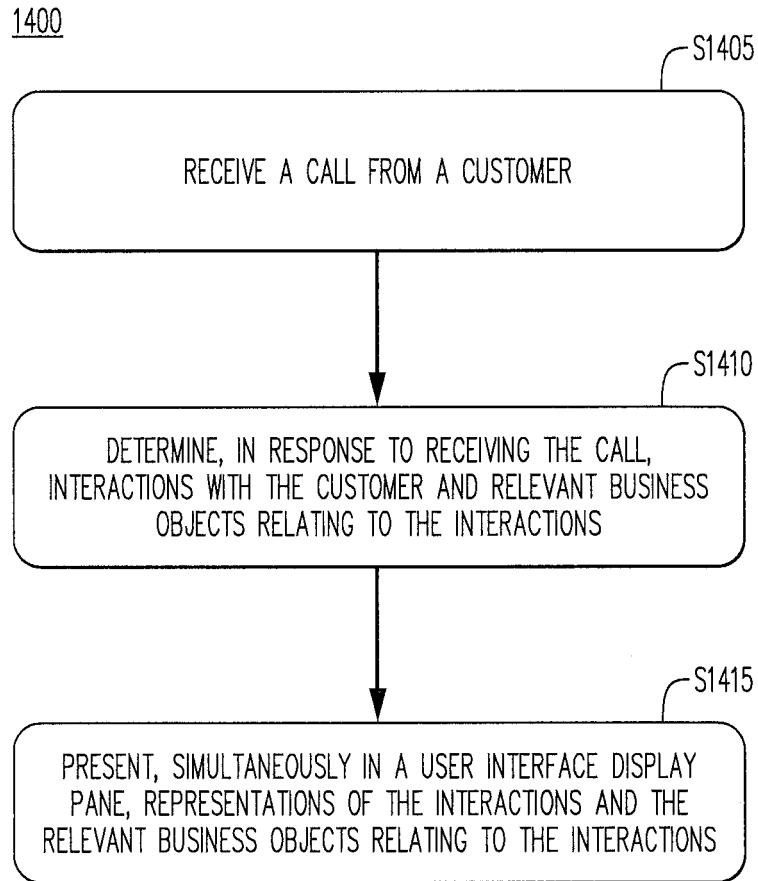 1400
S1405
RECEIVE A CALL FROM A CUSTOMER
S1410
DETERMINE, IN RESPONSE TO RECEIVING THE CALL,
INTERACTIONS WITH THE CUSTOMER AND RELEVANT BUSINESS
OBJECTS RELATING TO THE INTERACTIONS
S1415
PRESENT, SIMULTANEOUSLY IN A USER INTERFACE DISPLAY
PANE, REPRESENTATIONS OF THE INTERACTIONS AND THE
RELEVANT BUSINESS OBJECTS RELATING TO THE INTERACTIONS